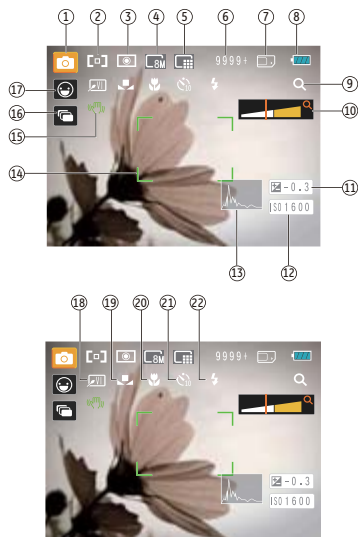 ① ② ③ ④ ⑤ ⑥ ⑦ ⑧
8M 9999+
⑰ ⑨
⑯ ⑩
⑮
⑭
-0.3 ⑪
ISO1600
⑬ ⑫
⑱ ⑲ ⑳ ㉑ ㉒
8M 9999+
-0.3
ISO1600